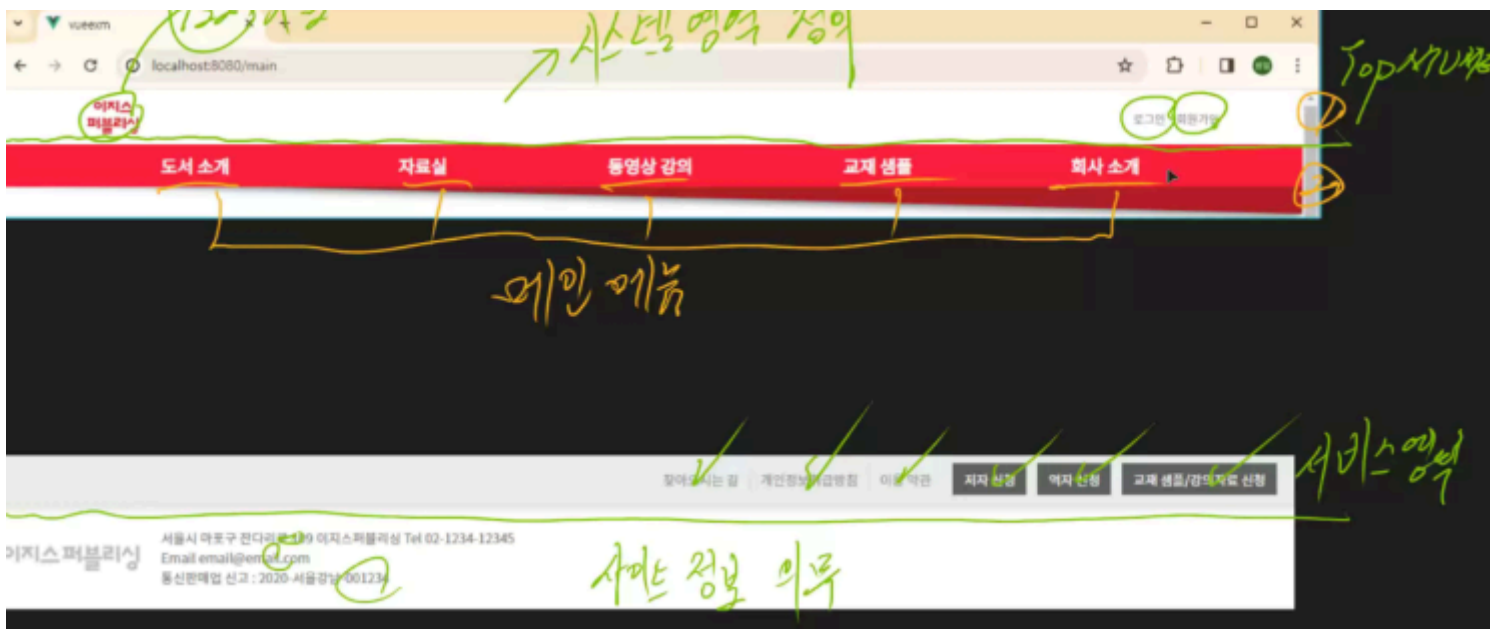 vueexm
시스템 영역 정의
localhost:8080/main
Top
이지스
퍼블리싱
로그인 회원가입
도서 소개 자료실 동영상 강의 교재 샘플 회사 소개
메인 메뉴
찾아오시는 길 개인정보취급방침 이용 약관 저자 신청 역자 신청 교재 샘플/강의자료 신청
서비스 영역
이지스 퍼블리싱
서울시 마포구 잔다리로 109 이지스퍼블리싱 Tel 02-1234-12345
Email email@email.com
통신판매업 신고 : 2020-서울강남-001234
사이트 정보 의무